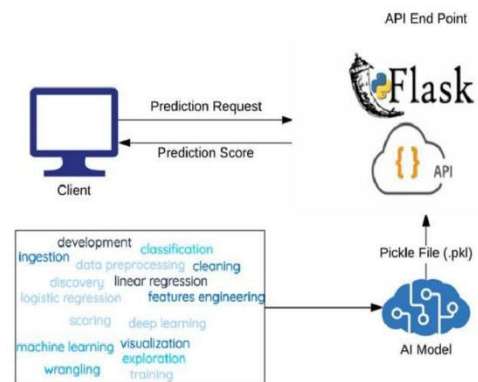 API End Point
Flask
Prediction Request
Prediction Score
{ } API
Client
development classification
ingestion data preprocessing cleaning
discovery linear regression
logistic regression features engineering
scoring deep learning
machine learning visualization
exploration
wrangling training
Pickle File (.pkl)
AI Model